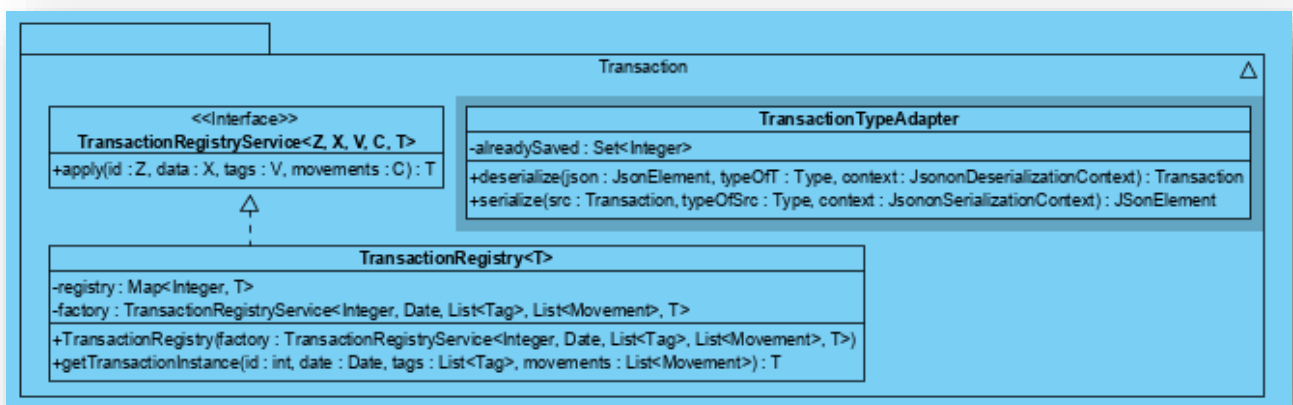 Transaction
<<Interface>>
TransactionRegistryService<Z, X, V, C, T>
+apply(id : Z, data : X, tags : V, movements : C) : T
TransactionTypeAdapter
-alreadySaved : Set<Integer>
+deserialize(json : JsonElement, typeOfT : Type, context : JsononDeserializationContext) : Transaction
+serialize(src : Transaction, typeOfSrc : Type, context : JsononSerializationContext) : JSonElement
TransactionRegistry<T>
-registry : Map<Integer, T>
-factory : TransactionRegistryService<Integer, Date, List<Tag>, List<Movement>, T>
+TransactionRegistry(factory : TransactionRegistryService<Integer, Date, List<Tag>, List<Movement>, T>)
+getTransactionInstance(id : int, date : Date, tags : List<Tag>, movements : List<Movement>) : T